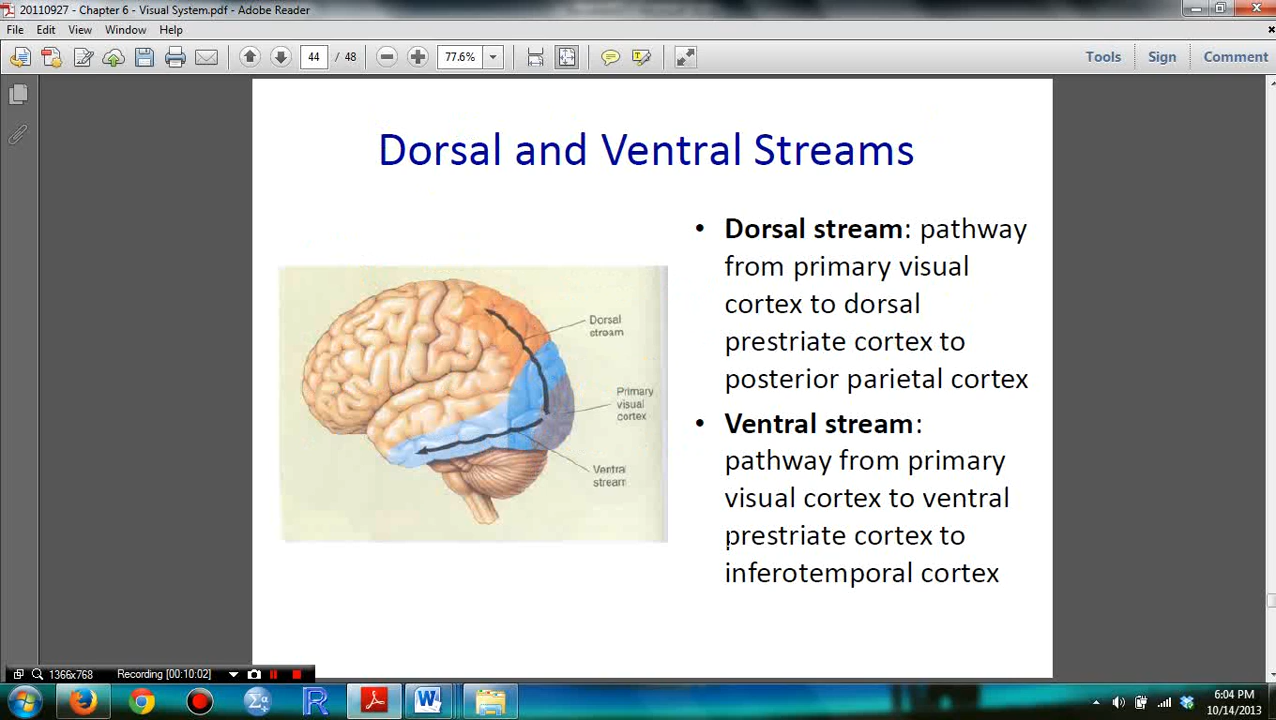 20110927 - Chapter 6 - Visual System.pdf - Adobe Reader
File Edit View Window Help
44 / 48 77.6% Tools Sign Comment
Dorsal and Ventral Streams
• Dorsal stream: pathway
from primary visual
cortex to dorsal
prestriate cortex to
posterior parietal cortex
• Ventral stream:
pathway from primary
visual cortex to ventral
prestriate cortex to
inferotemporal cortex
Dorsal
stream
Primary
visual
cortex
Ventral
stream
1366x768 Recording [00:10:02]
6:04 PM
10/14/2013